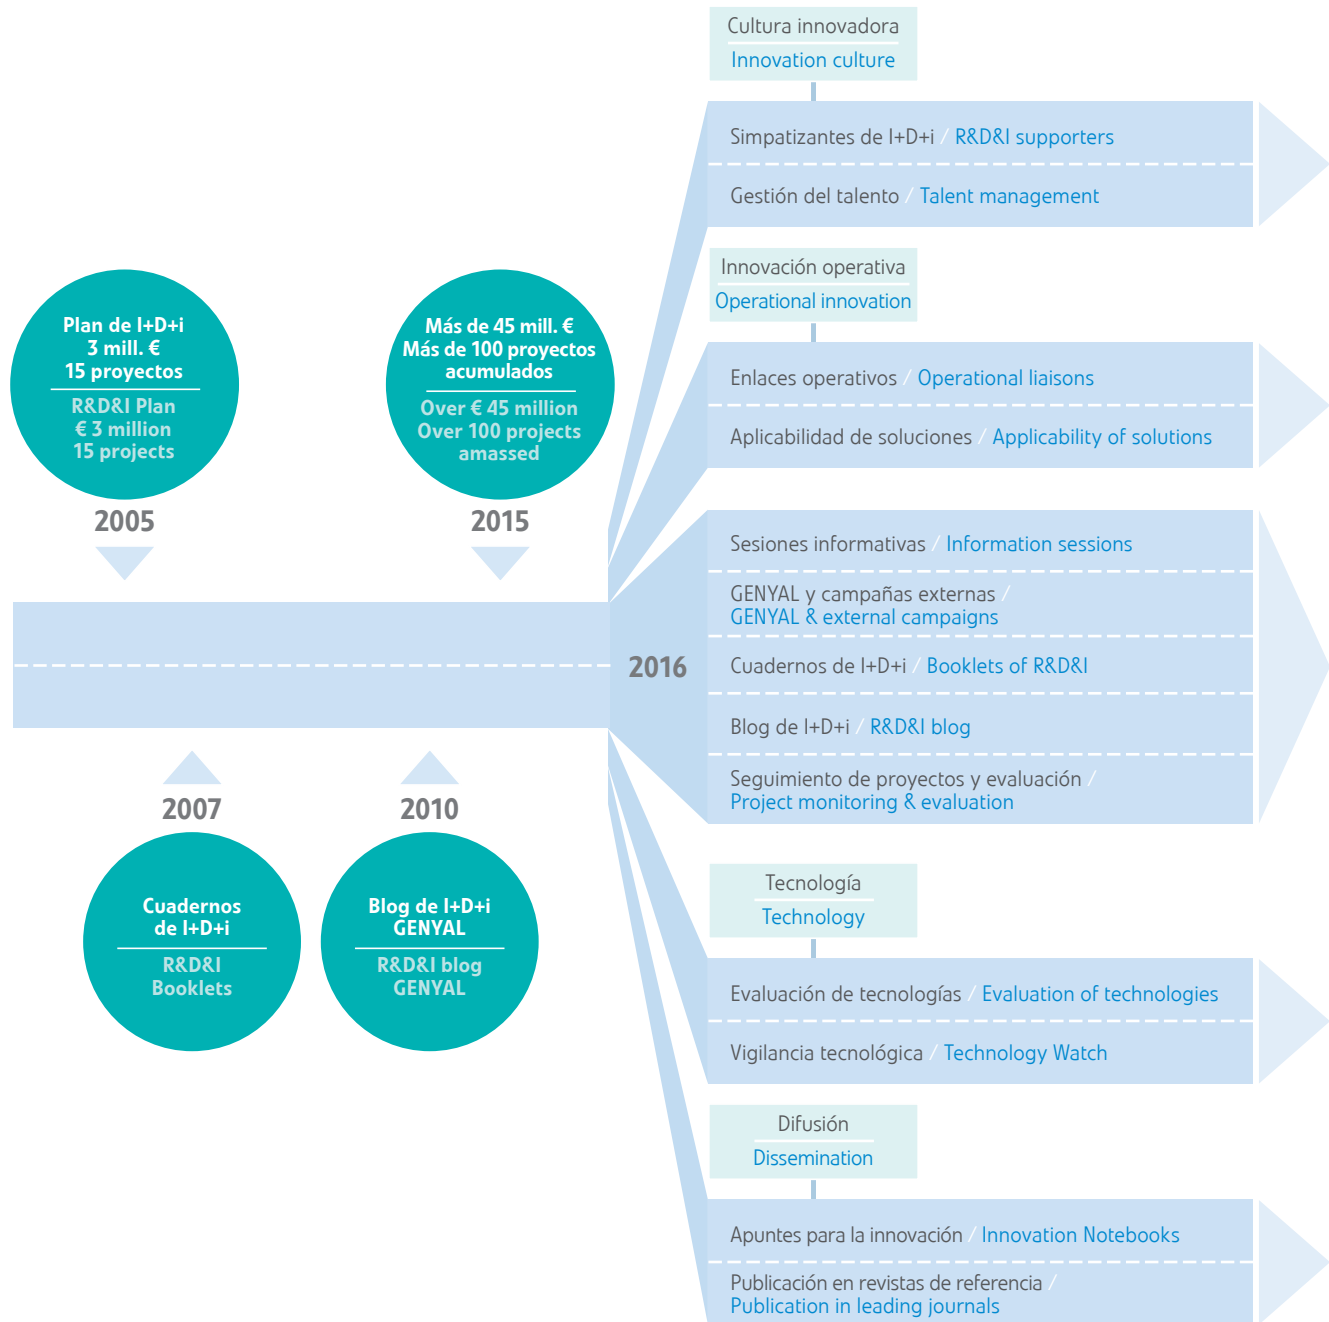 Plan de I+D+i
3 mill. €
15 proyectos
R&D&I Plan
€ 3 million
15 projects
2005
Más de 45 mill. €
Más de 100 proyectos
acumulados
Over € 45 million
Over 100 projects
amassed
2015
2007
Cuadernos
de I+D+i
R&D&I
Booklets
2010
Blog de I+D+i
GENYAL
R&D&I blog
GENYAL
2016
Cultura innovadora
Innovation culture
Simpatizantes de I+D+i / R&D&I supporters
Gestión del talento / Talent management
Innovación operativa
Operational innovation
Enlaces operativos / Operational liaisons
Aplicabilidad de soluciones / Applicability of solutions
Sesiones informativas / Information sessions
GENYAL y campañas externas /
GENYAL & external campaigns
Cuadernos de I+D+i / Booklets of R&D&I
Blog de I+D+i / R&D&I blog
Seguimiento de proyectos y evaluación /
Project monitoring & evaluation
Tecnología
Technology
Evaluación de tecnologías / Evaluation of technologies
Vigilancia tecnológica / Technology Watch
Difusión
Dissemination
Apuntes para la innovación / Innovation Notebooks
Publicación en revistas de referencia /
Publication in leading journals